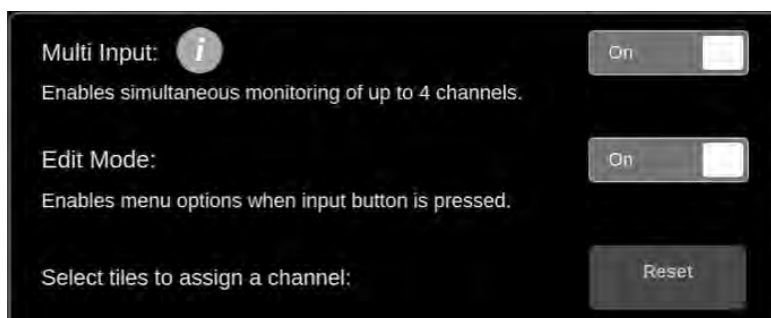 Multi Input: i
On
Enables simultaneous monitoring of up to 4 channels.
Edit Mode:
On
Enables menu options when input button is pressed.
Select tiles to assign a channel:
Reset